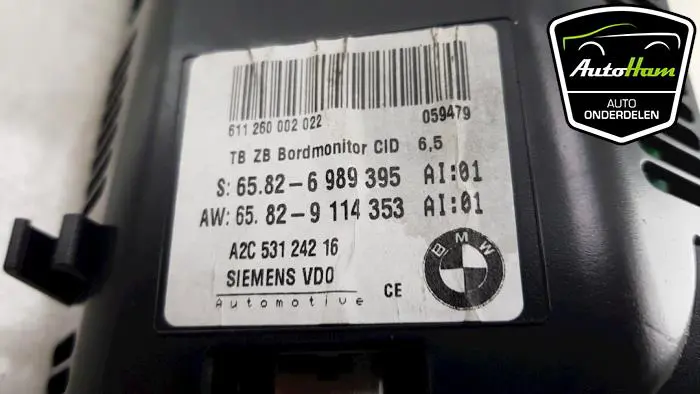 611 260 002 022
059479
TB ZB Bordmonitor CID 6,5
S: 65.82-6 989 395 AI:01
AW: 65. 82-9 114 353 AI:01
A2C 531 242 16
SIEMENS VDO
Automotive
CE
BMW
AutoHam
AUTO
ONDERDELEN